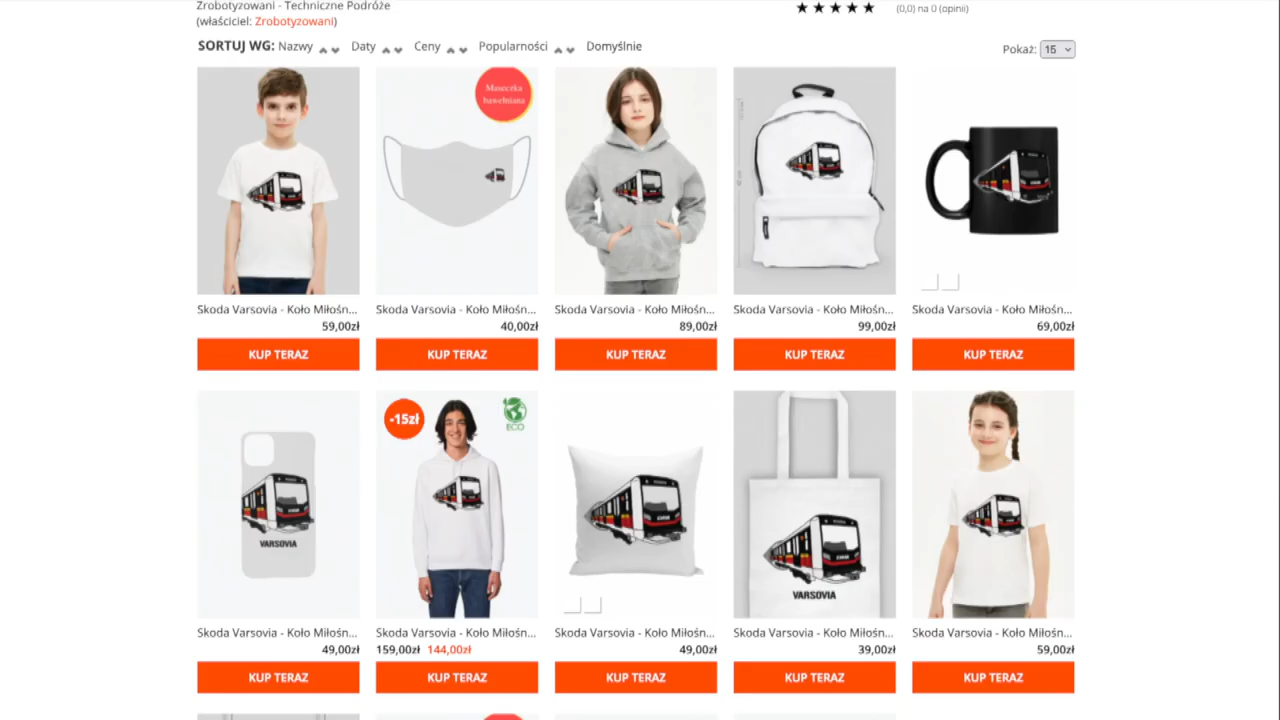 Zrobotyzowani - Techniczne Podróże
(właściciel: Zrobotyzowani)
(0,0) na 0 (opinii)
SORTUJ WG: Nazwy Daty Ceny Popularności Domyślnie
Pokaż: 15
Maseczka
bawełniana
Skoda Varsovia - Koło Miłośn...
59,00zł
KUP TERAZ
Skoda Varsovia - Koło Miłośn...
40,00zł
KUP TERAZ
Skoda Varsovia - Koło Miłośn...
89,00zł
KUP TERAZ
Skoda Varsovia - Koło Miłośn...
99,00zł
KUP TERAZ
Skoda Varsovia - Koło Miłośn...
69,00zł
KUP TERAZ
VARSOVIA
Skoda Varsovia - Koło Miłośn...
49,00zł
KUP TERAZ
-15zł
ECO
Skoda Varsovia - Koło Miłośn...
159,00zł 144,00zł
KUP TERAZ
Skoda Varsovia - Koło Miłośn...
49,00zł
KUP TERAZ
VARSOVIA
Skoda Varsovia - Koło Miłośn...
39,00zł
KUP TERAZ
Skoda Varsovia - Koło Miłośn...
59,00zł
KUP TERAZ